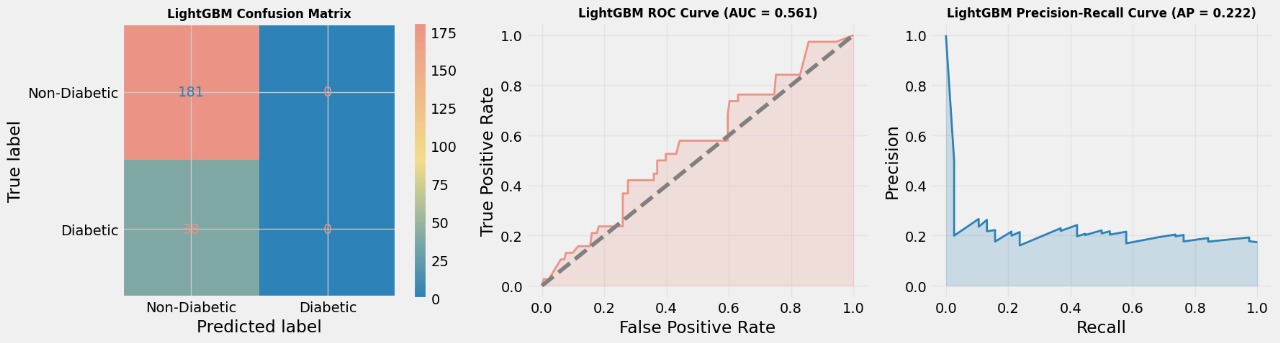 LightGBM Confusion Matrix
True label
Non-Diabetic
Diabetic
181
0
38
0
Non-Diabetic
Diabetic
Predicted label
175
150
125
100
75
50
25
0
LightGBM ROC Curve (AUC = 0.561)
True Positive Rate
1.0
0.8
0.6
0.4
0.2
0.0
0.0 0.2 0.4 0.6 0.8 1.0
False Positive Rate
LightGBM Precision-Recall Curve (AP = 0.222)
Precision
1.0
0.8
0.6
0.4
0.2
0.0
0.0 0.2 0.4 0.6 0.8 1.0
Recall